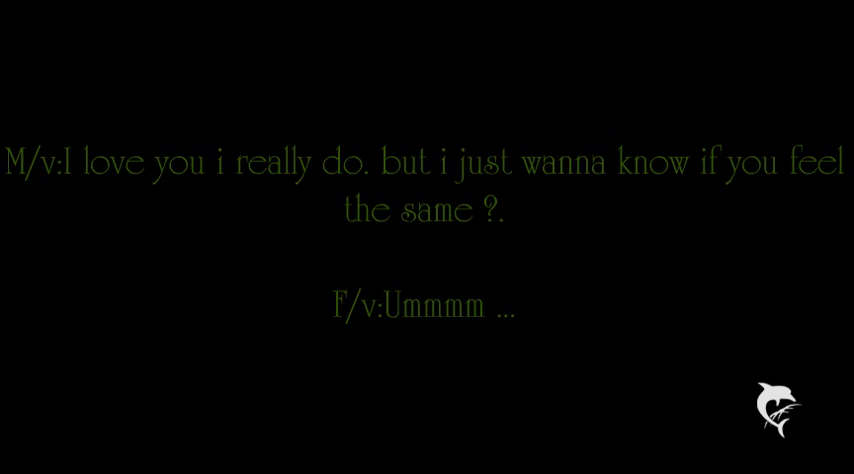 M/v:I love you i really do. but i just wanna know if you feel
the same ?.
F/v:Ummmm ...